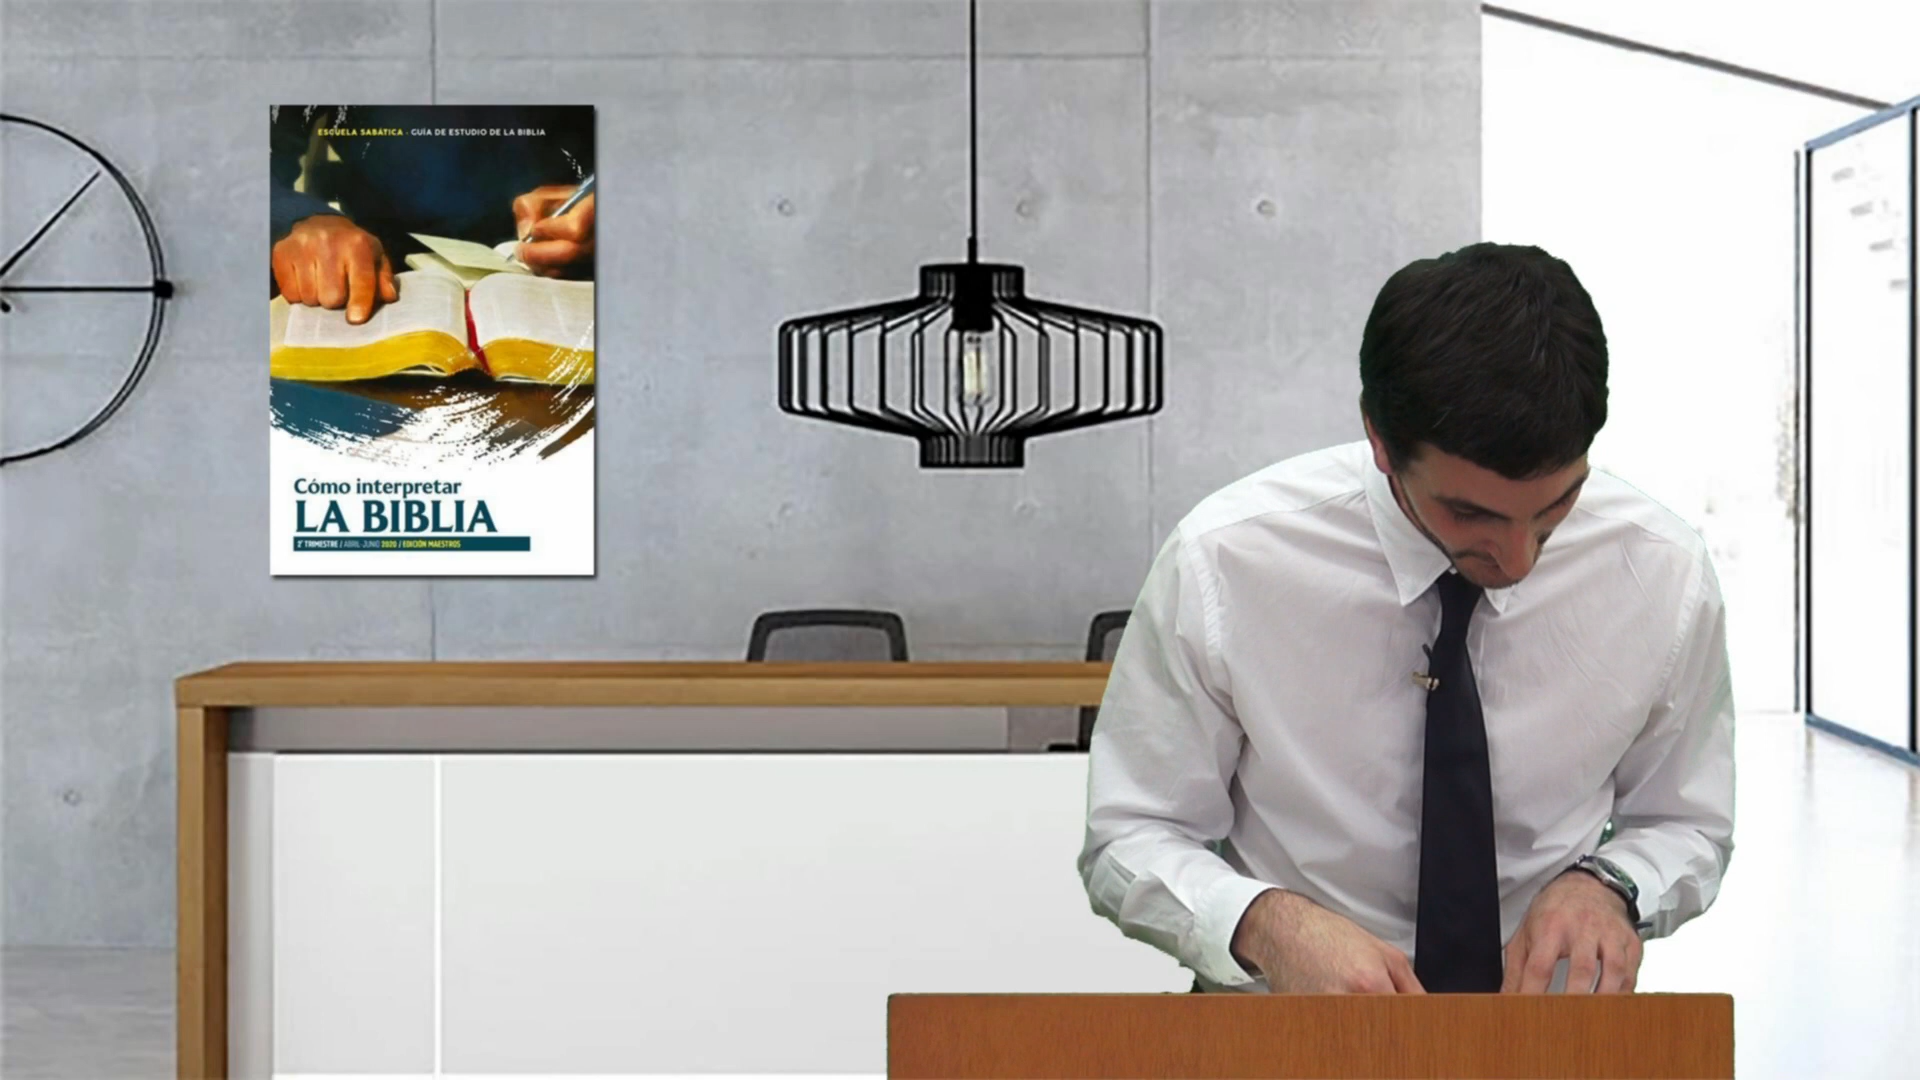 ESCUELA SABÁTICA · GUÍA DE ESTUDIO DE LA BIBLIA
Cómo interpretar
LA BIBLIA
2º TRIMESTRE / ABRIL-JUNIO 2020 / EDICIÓN MAESTROS